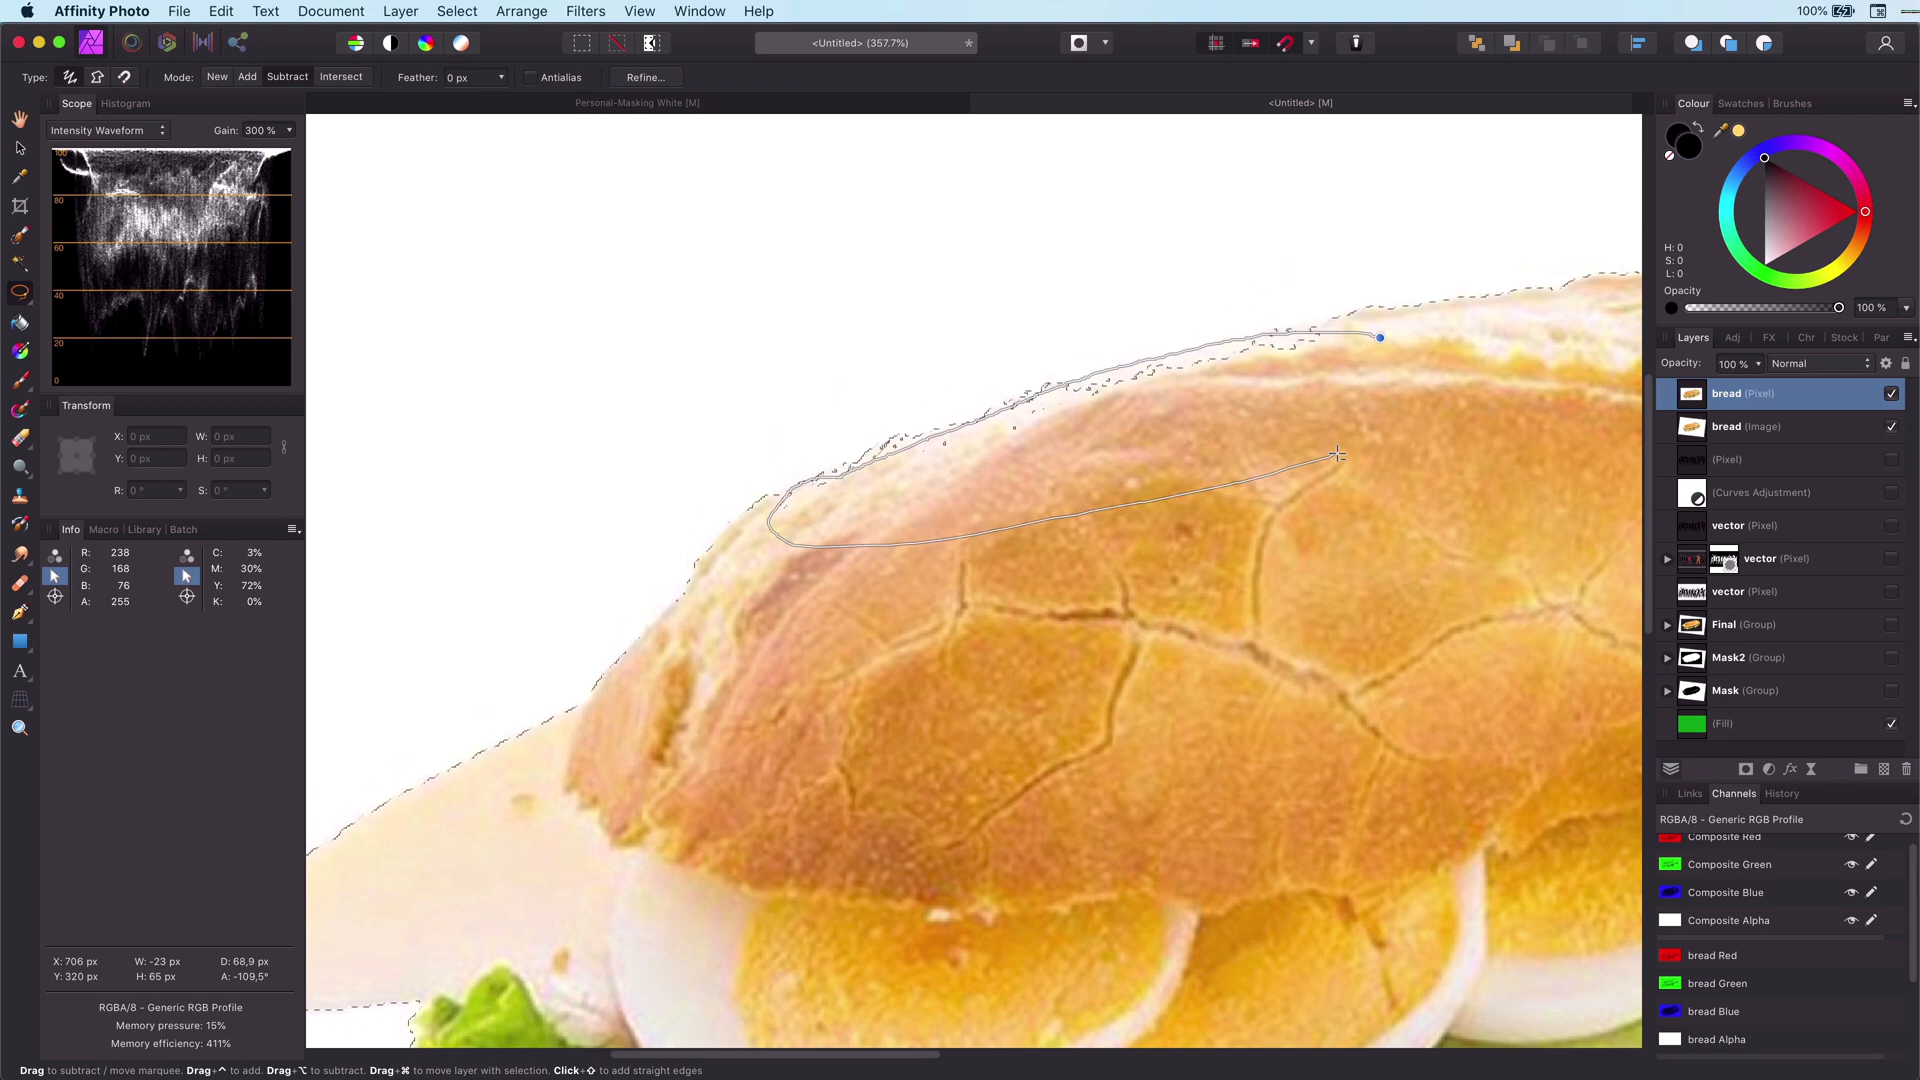 Affinity Photo File Edit Text Document Layer Select Arrange Filters View Window Help 100%
<Untitled> (357.7%) *
Type: Mode: New Add Subtract Intersect Feather: 0 px Antialias Refine...
Scope Histogram
Personal-Masking White [M] <Untitled> [M]
Intensity Waveform Gain: 300 %
100
80
60
40
20
0
Transform
X: 0 px W: 0 px
Y: 0 px H: 0 px
R: 0 ° S: 0 °
Info Macro Library Batch
R: 238 C: 3%
G: 168 M: 30%
B: 76 Y: 72%
A: 255 K: 0%
X: 706 px W: -23 px D: 68,9 px
Y: 320 px H: 65 px A: -109,5°
RGBA/8 - Generic RGB Profile
Memory pressure: 15%
Memory efficiency: 411%
Drag to subtract / move marquee. Drag+⌃ to add. Drag+⌥ to subtract. Drag+⌘ to move layer with selection. Click+⇧ to add straight edges
Colour Swatches Brushes
H: 0
S: 0
L: 0
Opacity
100 %
Layers Adj FX Chr Stock Par
Opacity: 100 % Normal
bread (Pixel)
bread (Image)
(Pixel)
(Curves Adjustment)
vector (Pixel)
vector (Pixel)
vector (Pixel)
Final (Group)
Mask2 (Group)
Mask (Group)
(Fill)
fx
Links Channels History
RGBA/8 - Generic RGB Profile
Composite Red
Composite Green
Composite Blue
Composite Alpha
bread Red
bread Green
bread Blue
bread Alpha